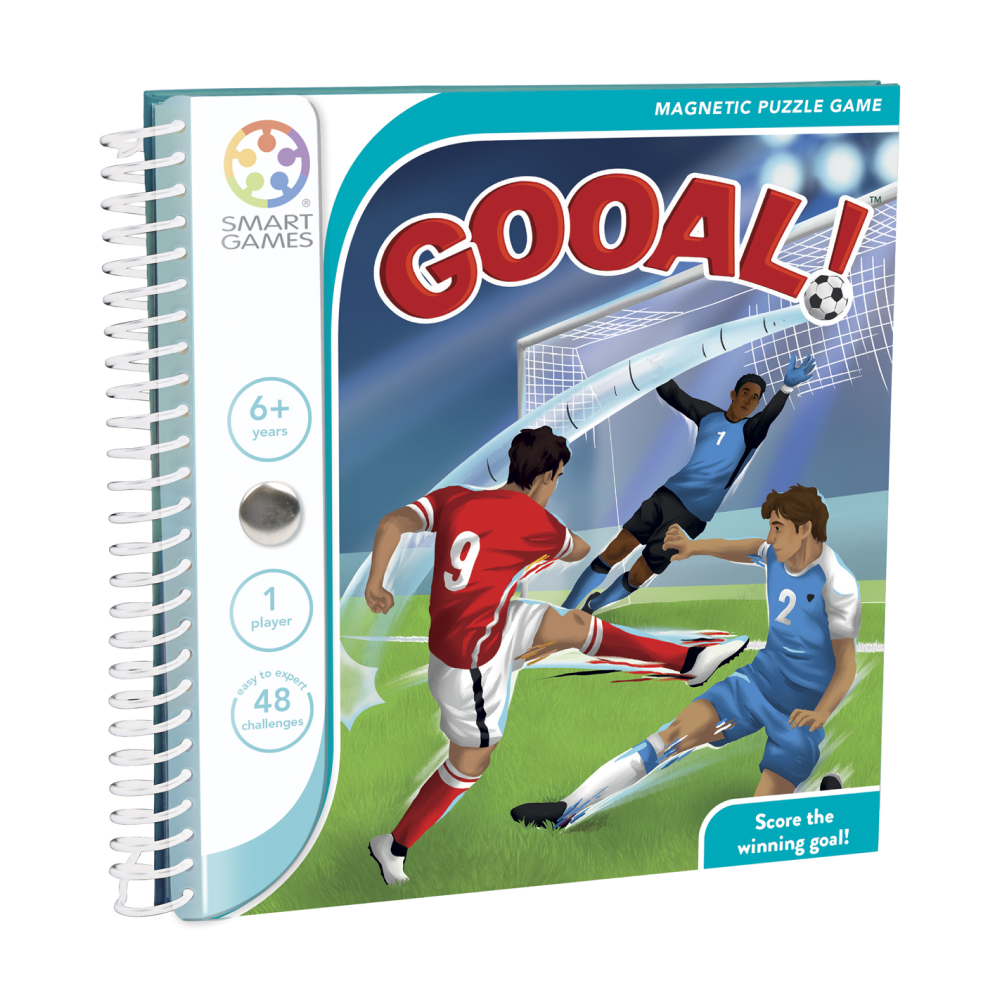 MAGNETIC PUZZLE GAME
SMART
GAMES
®
GOOAL!
™
6+
years
1
player
easy to expert
48
challenges
9
1
2
Score the
winning goal!